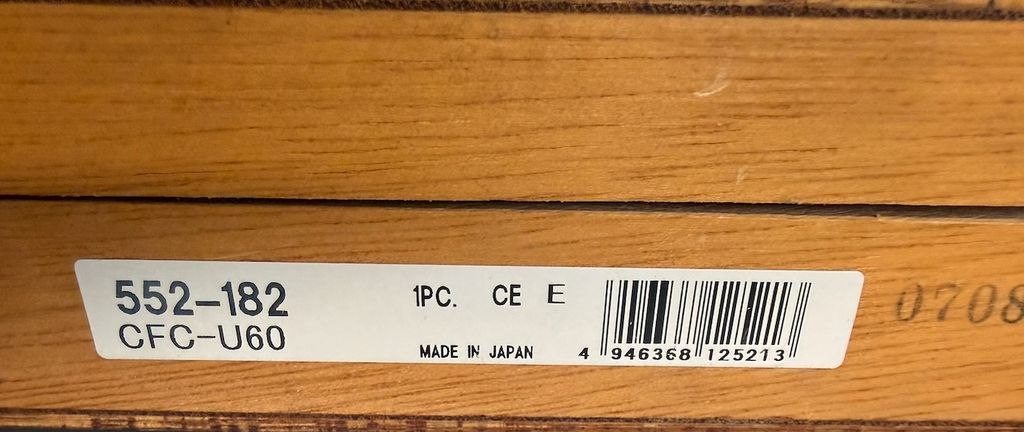 552-182 1PC. CE E
CFC-U60
MADE IN JAPAN 4 946368 125213
0708